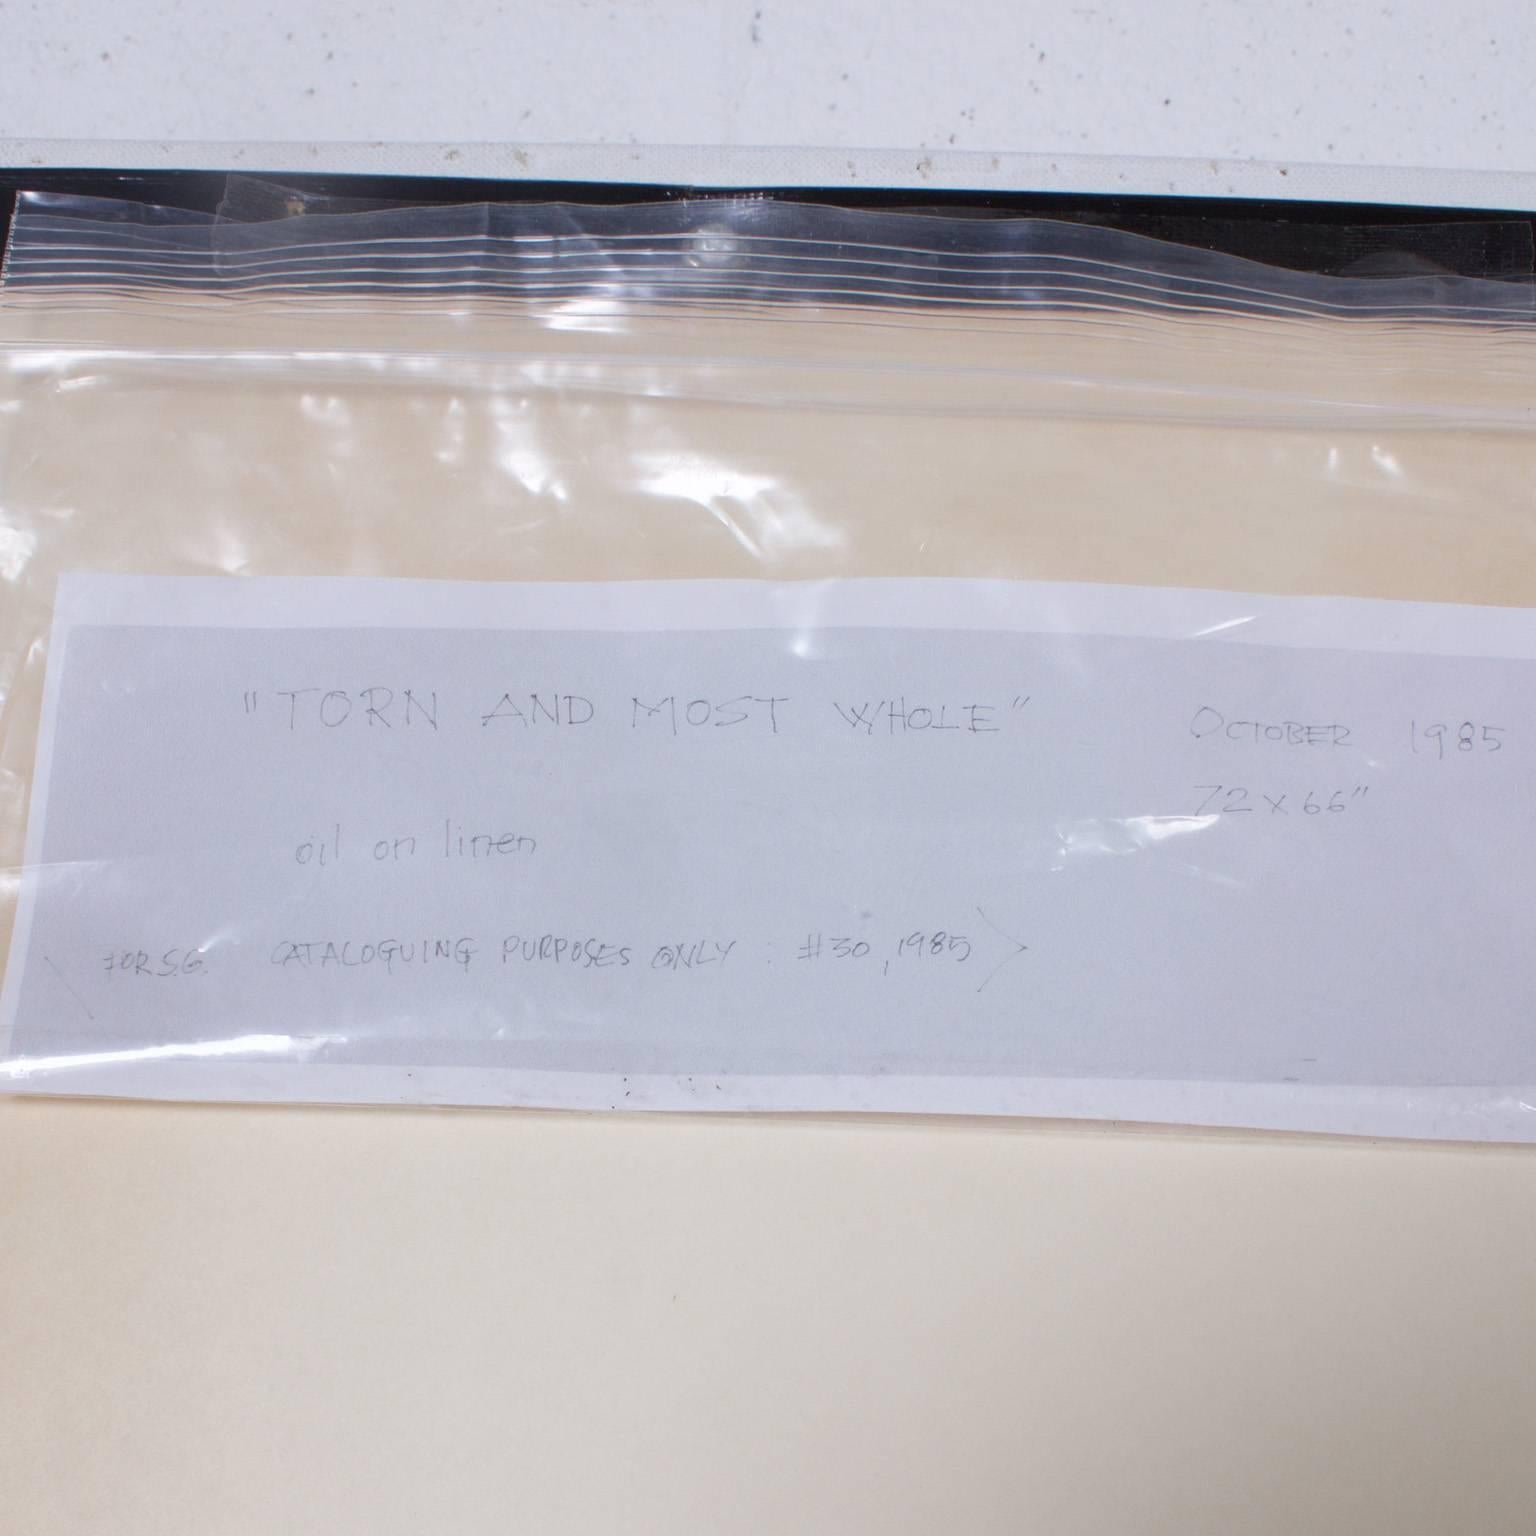 "TORN AND MOST WHOLE" OCTOBER 1985
72 x 66"
oil on linen
FOR S.G. CATALOGUING PURPOSES ONLY : #30, 1985